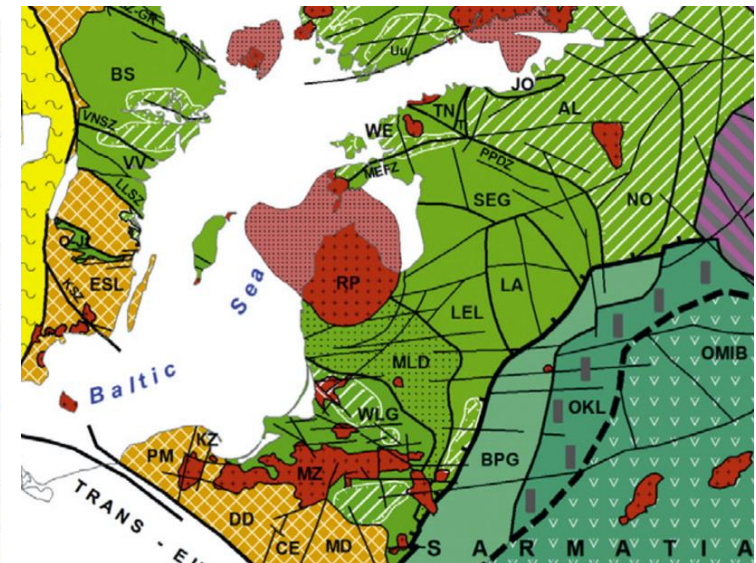 BS
Uu
JO
TN
AL
VNSZ
WE
T
VV
MEFZ
PPDZ
LLSZ
SEG
NO
O-J
ESL
KSZ
RP
LA
Sea
LEL
OMIB
MLD
Baltic
WLG
OKL
KZ
PM
BPG
MZ
TRANS - EU
DD
CE
MD
SARMATIA